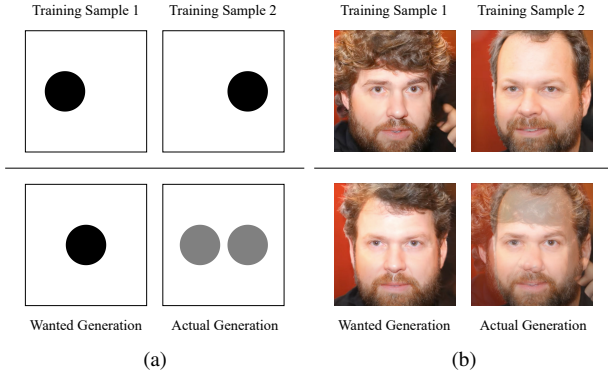 Training Sample 1 Training Sample 2 Training Sample 1 Training Sample 2
Wanted Generation Actual Generation Wanted Generation Actual Generation
(a) (b)